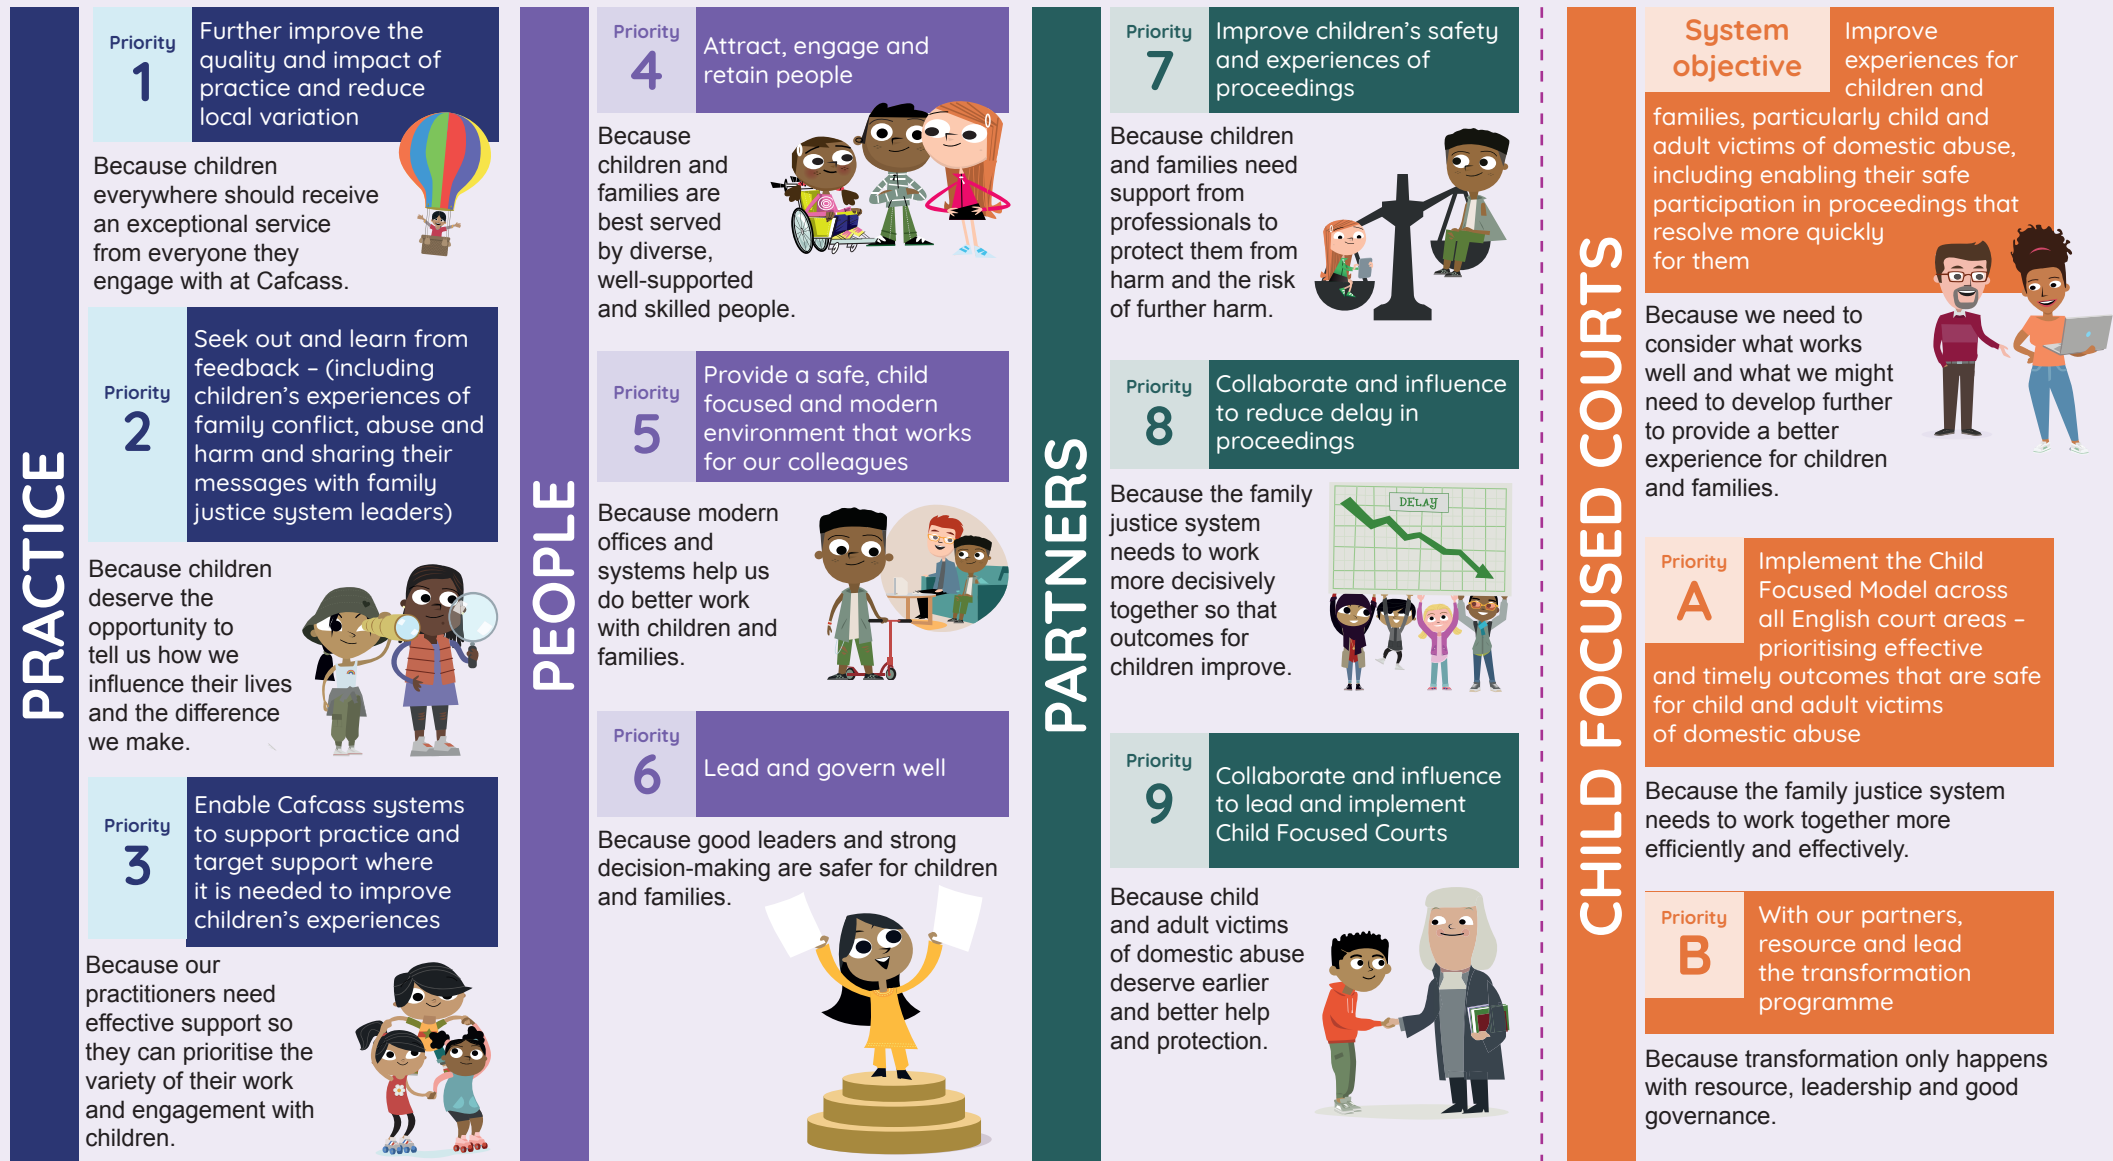 PRACTICE
Priority
1
Further improve the
quality and impact of
practice and reduce
local variation
Because children
everywhere should receive
an exceptional service
from everyone they
engage with at Cafcass.
Priority
2
Seek out and learn from
feedback – (including
children’s experiences of
family conflict, abuse and
harm and sharing their
messages with family
justice system leaders)
Because children
deserve the
opportunity to
tell us how we
influence their lives
and the difference
we make.
Priority
3
Enable Cafcass systems
to support practice and
target support where
it is needed to improve
children’s experiences
Because our
practitioners need
effective support so
they can prioritise the
variety of their work
and engagement with
children.
PEOPLE
Priority
4
Attract, engage and
retain people
Because
children and
families are
best served
by diverse,
well-supported
and skilled people.
Priority
5
Provide a safe, child
focused and modern
environment that works
for our colleagues
Because modern
offices and
systems help us
do better work
with children and
families.
Priority
6
Lead and govern well
Because good leaders and strong
decision-making are safer for children
and families.
PARTNERS
Priority
7
Improve children’s safety
and experiences of
proceedings
Because children
and families need
support from
professionals to
protect them from
harm and the risk
of further harm.
Priority
8
Collaborate and influence
to reduce delay in
proceedings
Because the family
justice system
needs to work
more decisively
together so that
outcomes for
children improve.
DELAY
Priority
9
Collaborate and influence
to lead and implement
Child Focused Courts
Because child
and adult victims
of domestic abuse
deserve earlier
and better help
and protection.
CHILD FOCUSED COURTS
System
objective
Improve
experiences for
children and
families, particularly child and
adult victims of domestic abuse,
including enabling their safe
participation in proceedings that
resolve more quickly
for them
Because we need to
consider what works
well and what we might
need to develop further
to provide a better
experience for children
and families.
Priority
A
Implement the Child
Focused Model across
all English court areas –
prioritising effective
and timely outcomes that are safe
for child and adult victims
of domestic abuse
Because the family justice system
needs to work together more
efficiently and effectively.
Priority
B
With our partners,
resource and lead
the transformation
programme
Because transformation only happens
with resource, leadership and good
governance.